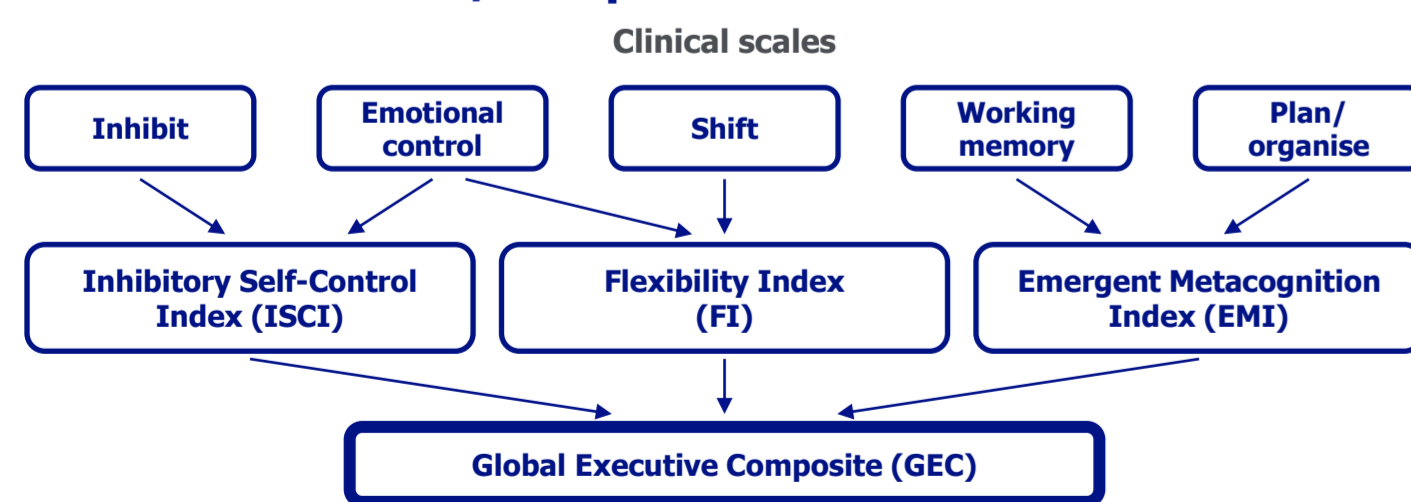 Clinical scales
Inhibit
Emotional
control
Shift
Working
memory
Plan/
organise
Inhibitory Self-Control
Index (ISCI)
Flexibility Index
(FI)
Emergent Metacognition
Index (EMI)
Global Executive Composite (GEC)